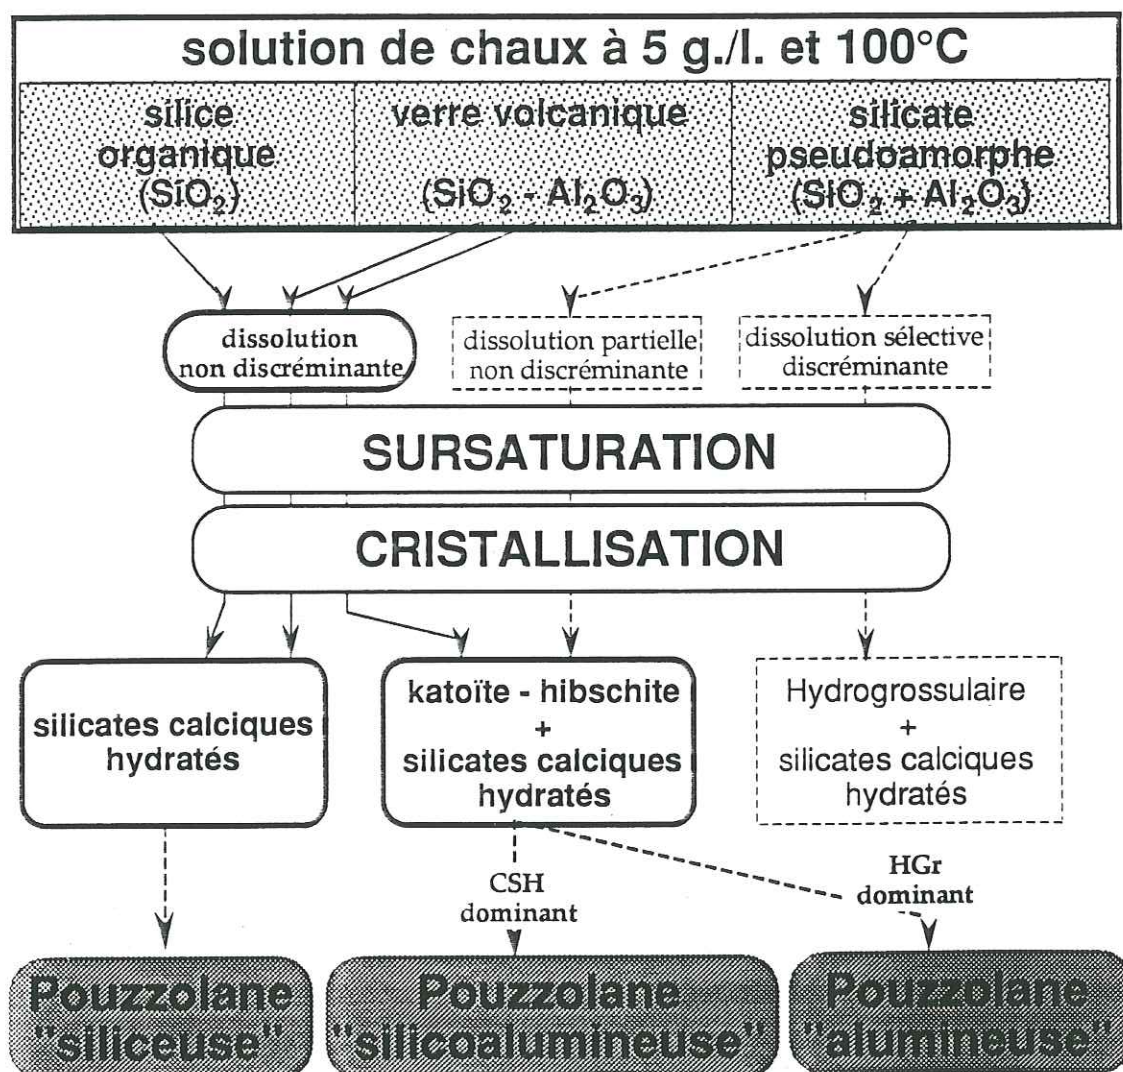 solution de chaux à 5 g./l. et 100°C
silice
organique
(SiO₂)
verre volcanique
(SiO₂ - Al₂O₃)
silicate
pseudoamorphe
(SiO₂ + Al₂O₃)
dissolution
non discréminante
dissolution partielle
non discréminante
dissolution sélective
discréminante
SURSATURATION
CRISTALLISATION
silicates calciques
hydratés
katoïte - hibschite
+
silicates calciques
hydratés
Hydrogrossulaire
+
silicates calciques
hydratés
CSH
dominant
HGr
dominant
Pouzzolane
"siliceuse"
Pouzzolane
"silicoalumineuse"
Pouzzolane
"alumineuse"